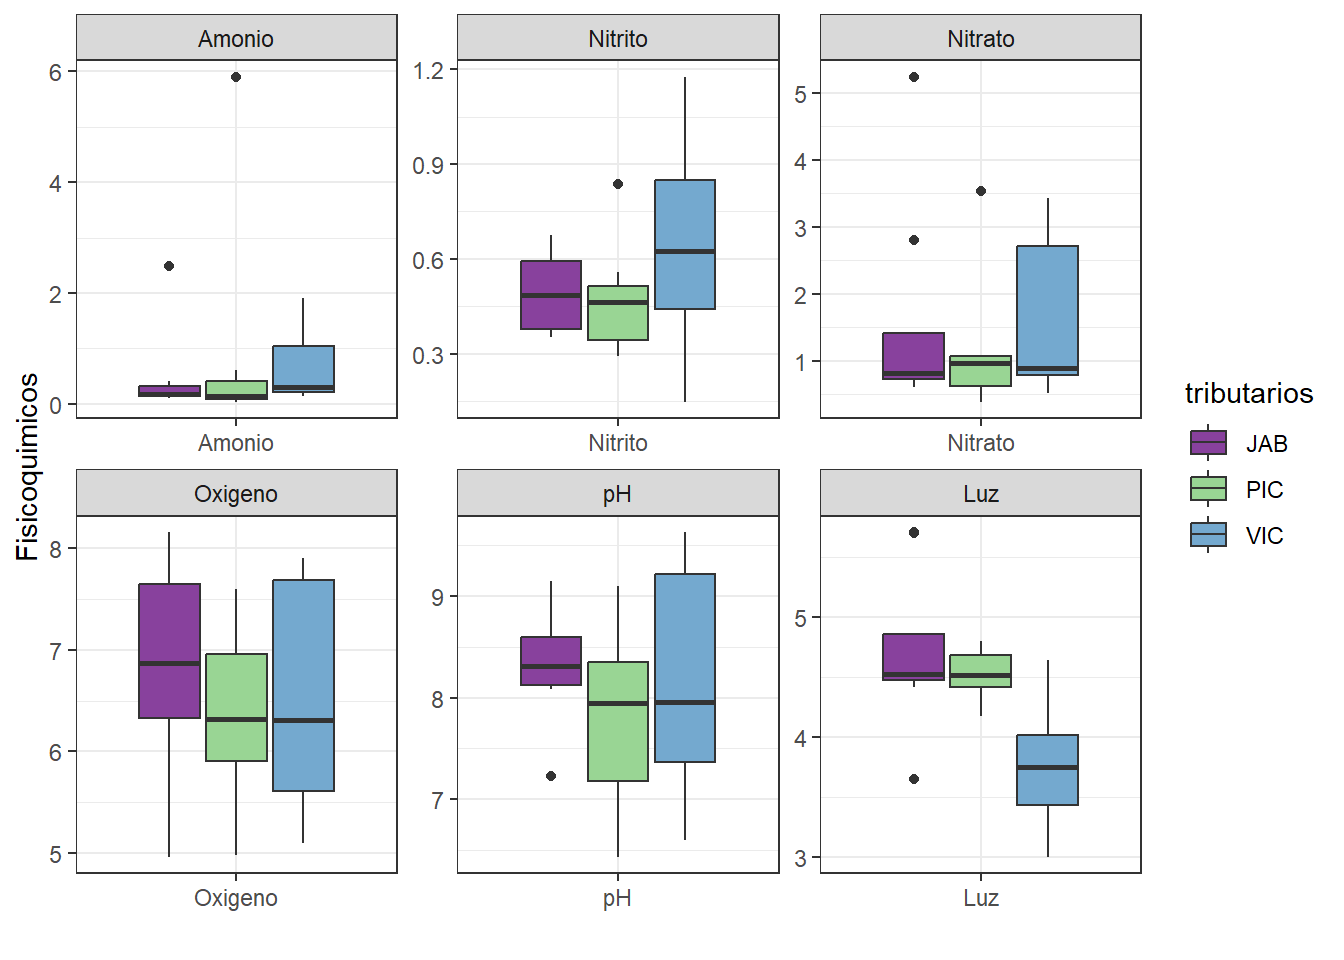 Amonio
Nitrito
Nitrato
6
4
2
0
1.2
0.9
0.6
0.3
5
4
3
2
1
Amonio
Nitrito
Nitrato
Fisicoquimicos
Oxigeno
pH
Luz
8
7
6
5
9
8
7
5
4
3
Oxigeno
pH
Luz
tributarios
JAB
PIC
VIC